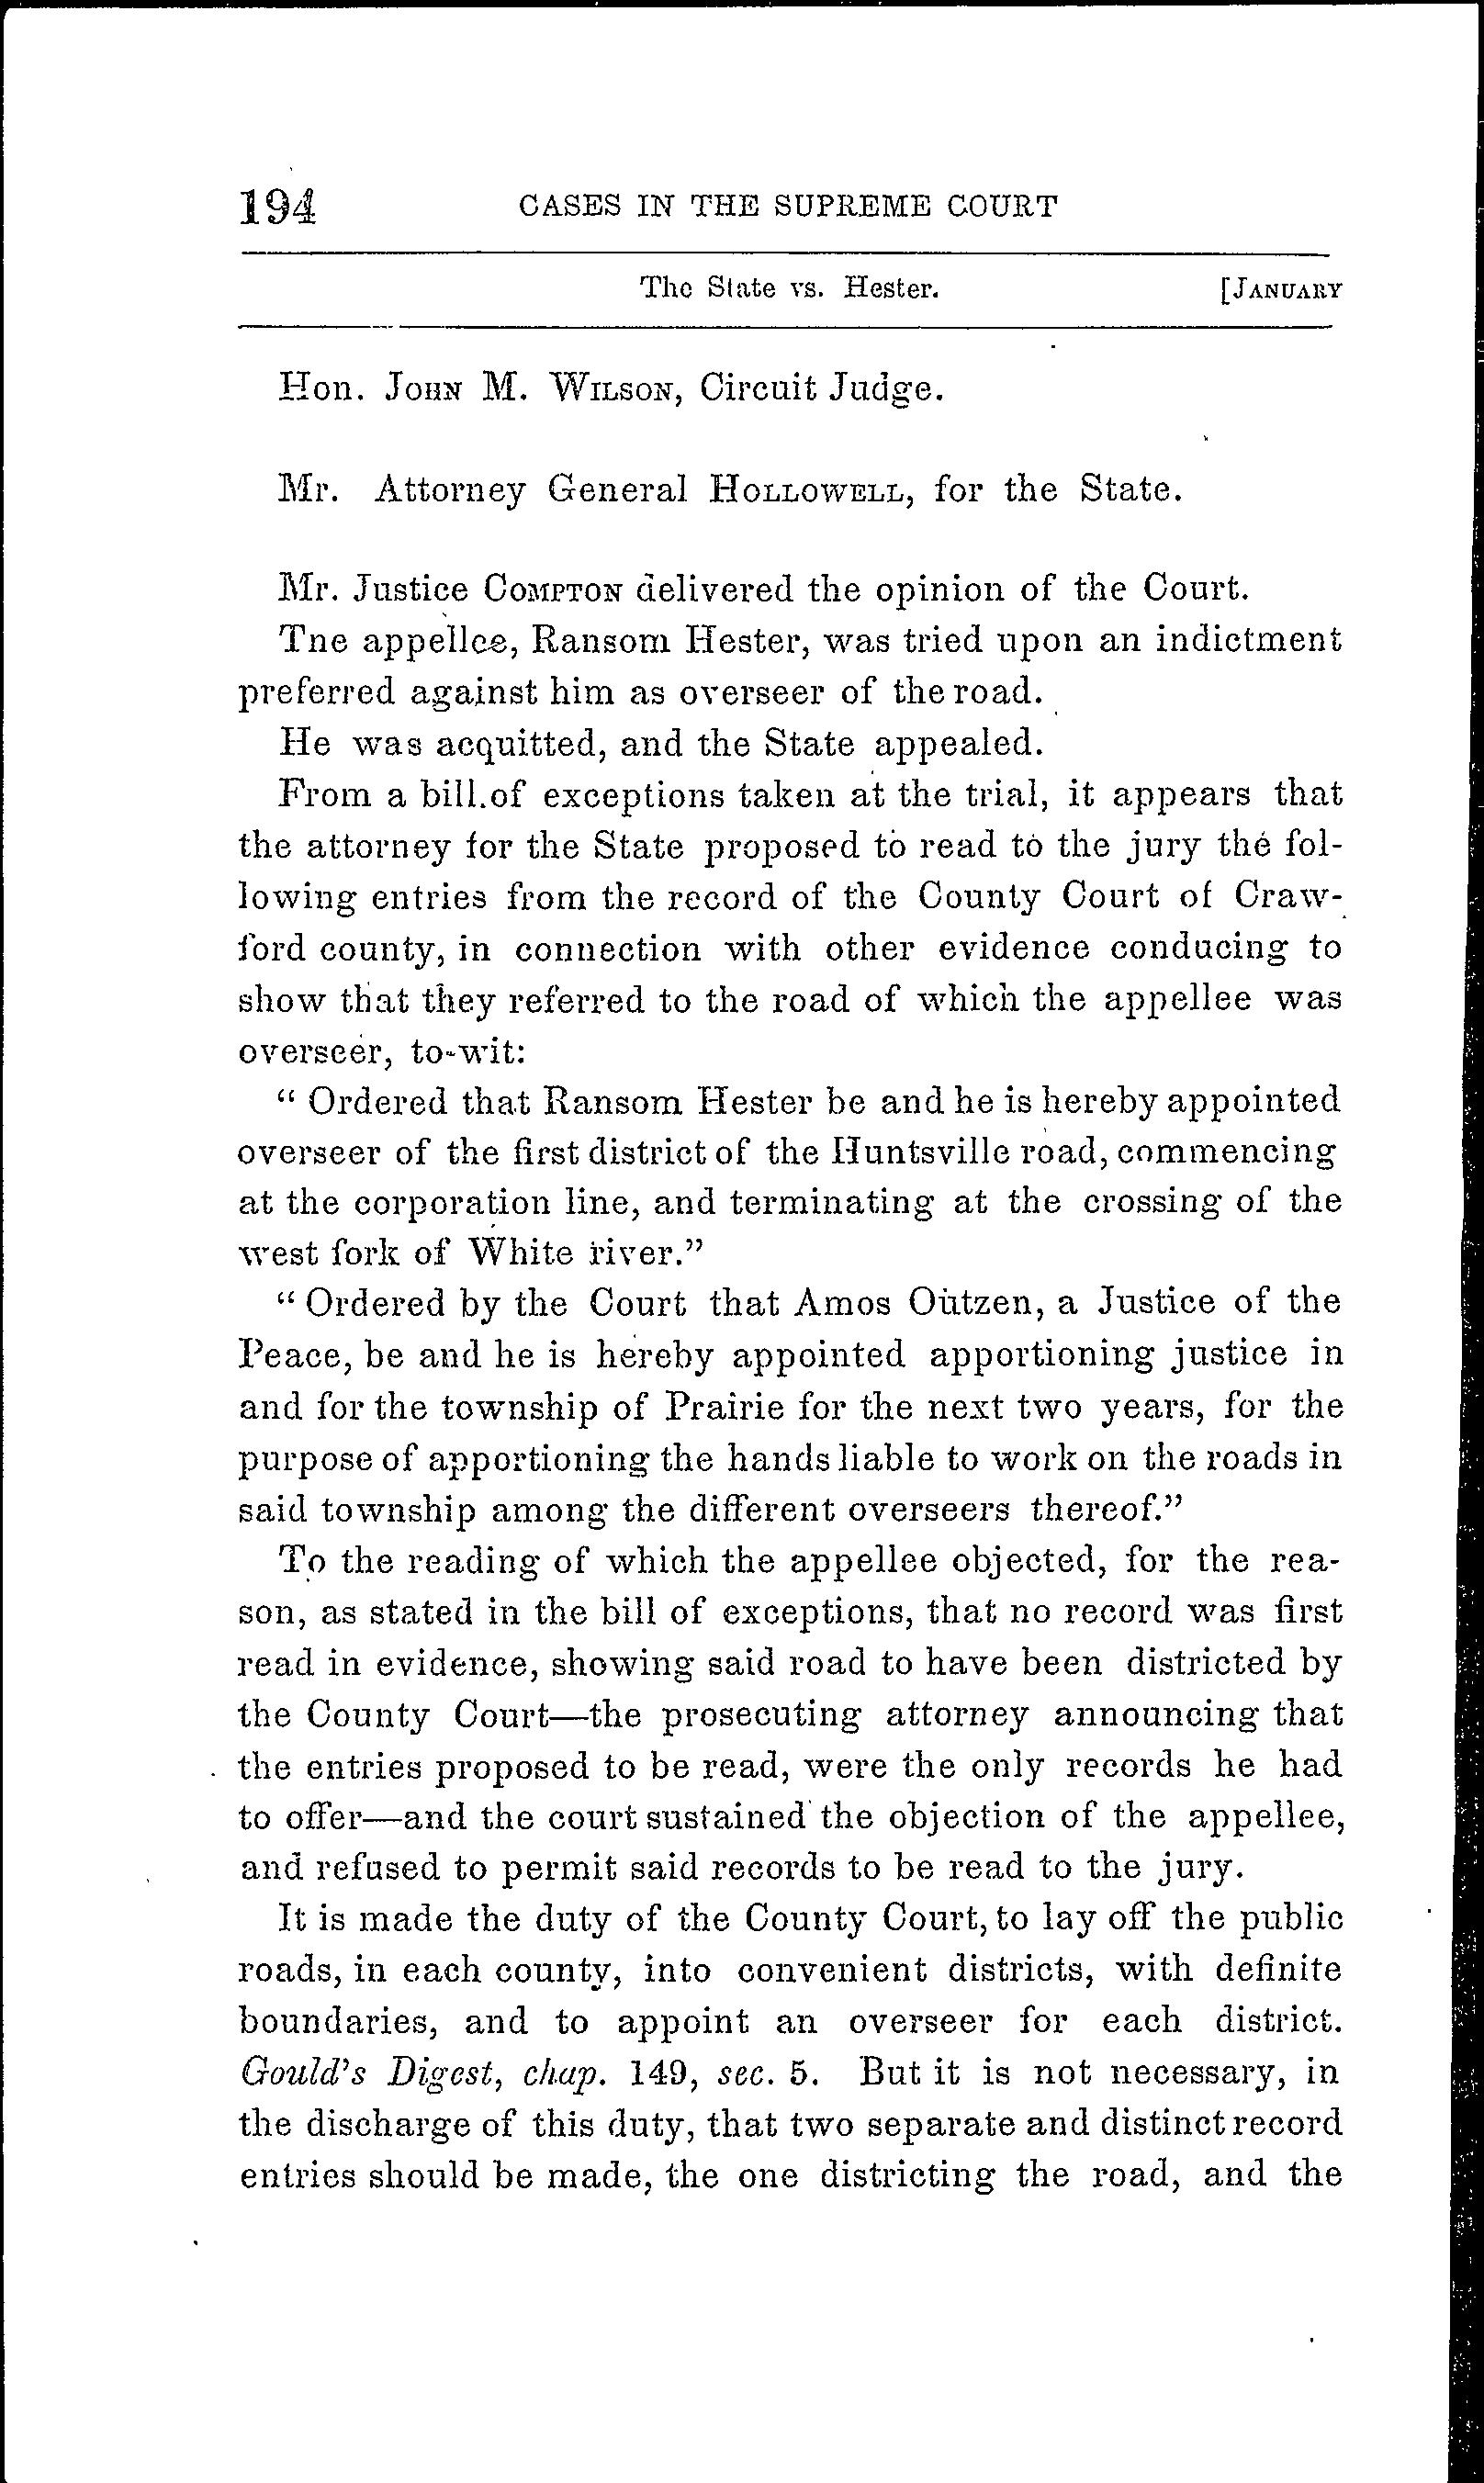 194 CASES IN THE SUPREME COURT
The State vs. Hester. [JANUARY
Hon. JOHN M. WILSON, Circuit Judge.
Mr. Attorney General HOLLOWELL, for the State.
Mr. Justice COMPTON delivered the opinion of the Court.
Tne appellee, Ransom Hester, was tried upon an indictment
preferred against him as overseer of the road.
He was acquitted, and the State appealed.
From a bill.of exceptions taken at the trial, it appears that
the attorney for the State proposed to read to the jury the fol-
lowing entries from the record of the County Court of Craw-
ford county, in connection with other evidence conducing to
show that they referred to the road of which the appellee was
overseer, to-wit:
" Ordered that Ransom Hester be and he is hereby appointed
overseer of the first district of the Huntsville road, commencing
at the corporation line, and terminating at the crossing of the
west fork of White river."
" Ordered by the Court that Amos Outzen, a Justice of the
Peace, be and he is hereby appointed apportioning justice in
and for the township of Prairie for the next two years, for the
purpose of apportioning the hands liable to work on the roads in
said township among the different overseers thereof."
To the reading of which the appellee objected, for the rea-
son, as stated in the bill of exceptions, that no record was first
read in evidence, showing said road to have been districted by
the County Court—the prosecuting attorney announcing that
the entries proposed to be read, were the only records he had
to offer—and the court sustained the objection of the appellee,
and refused to permit said records to be read to the jury.
It is made the duty of the County Court, to lay off the public
roads, in each county, into convenient districts, with definite
boundaries, and to appoint an overseer for each district.
Gould's Digest, chap. 149, sec. 5. But it is not necessary, in
the discharge of this duty, that two separate and distinct record
entries should be made, the one districting the road, and the